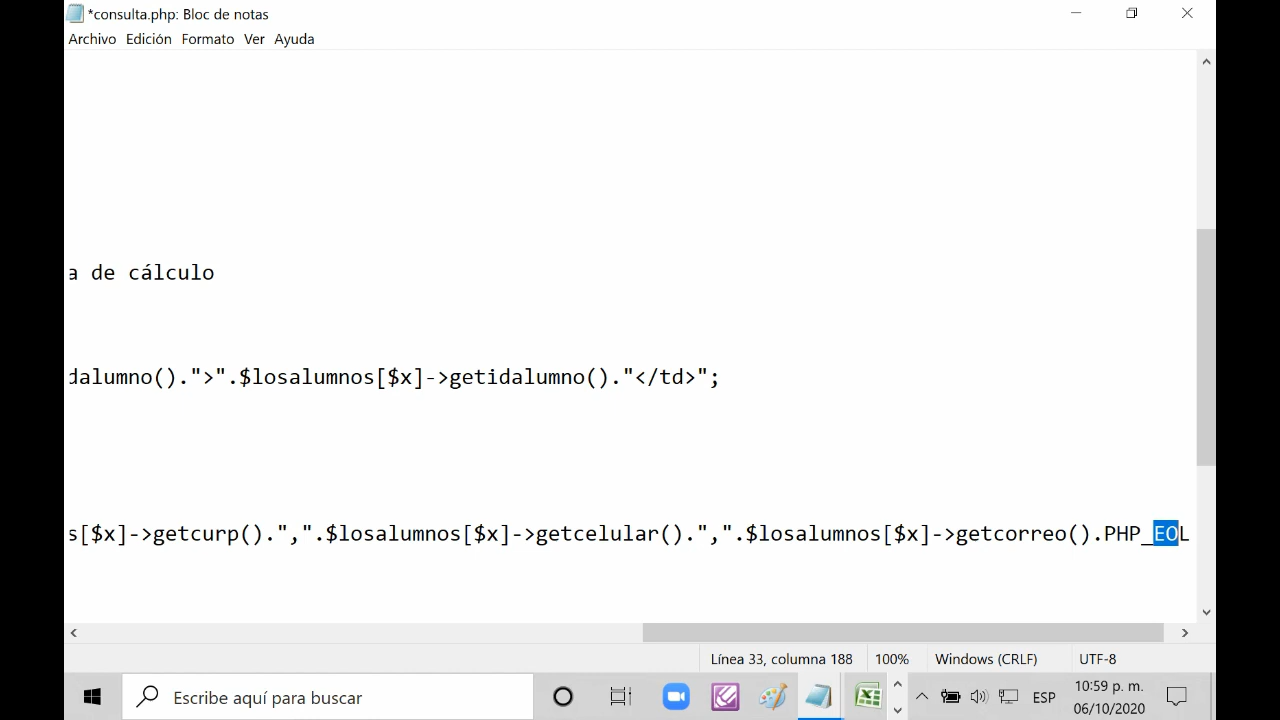 *consulta.php: Bloc de notas
Archivo Edición Formato Ver Ayuda
a de cálculo
dalumno().">".$losalumnos[$x]->getidalumno()."</td>";
s[$x]->getcurp().",".$losalumnos[$x]->getcelular().",".$losalumnos[$x]->getcorreo().PHP_EOL
Línea 33, columna 188 100% Windows (CRLF) UTF-8
Escribe aquí para buscar
ESP
10:59 p. m.
06/10/2020